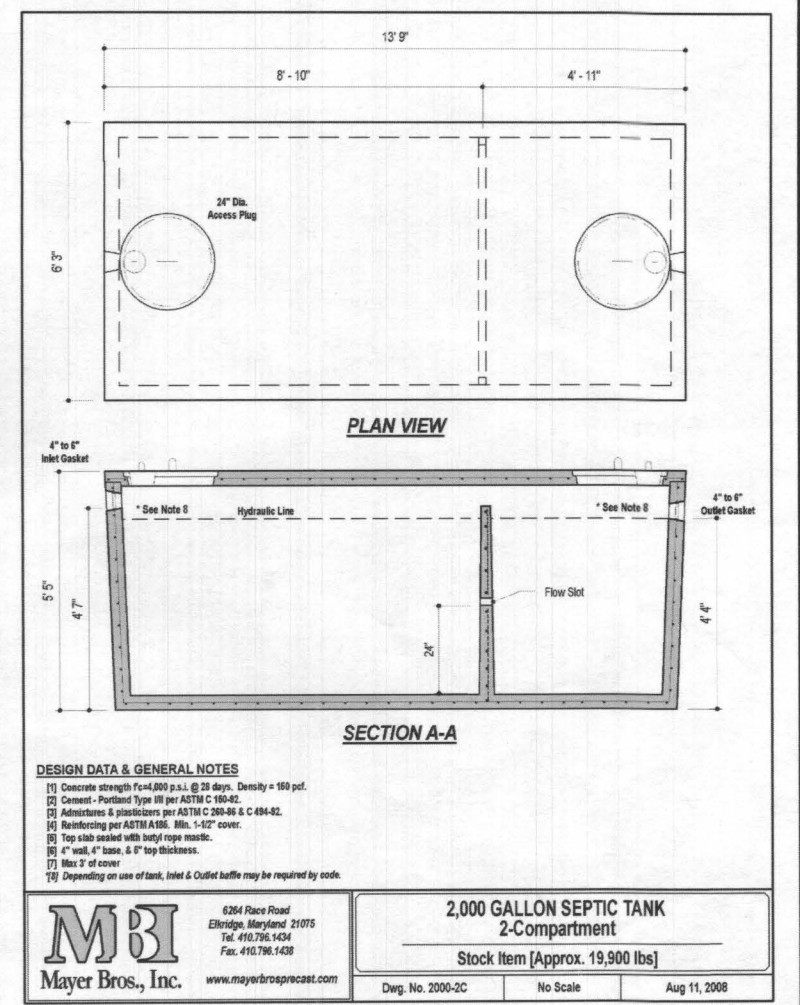 13' 9"
8' - 10"
4' - 11"
24" Dia.
Access Plug
6' 3"
PLAN VIEW
4" to 6"
Inlet Gasket
* See Note 8
Hydraulic Line
* See Note 8
4" to 6"
Outlet Gasket
5' 5"
4' 7"
Flow Slot
24"
4' 4"
SECTION A-A
DESIGN DATA & GENERAL NOTES
[1] Concrete strength f'c=4,000 p.s.i. @ 28 days. Density = 150 pcf.
[2] Cement - Portland Type I/II per ASTM C 150-92.
[3] Admixtures & plasticizers per ASTM C 260-86 & C 494-92.
[4] Reinforcing per ASTM A185. Min. 1-1/2" cover.
[5] Top slab sealed with butyl rope mastic.
[6] 4" wall, 4" base, & 6" top thickness.
[7] Max 3' of cover
*[8] Depending on use of tank, Inlet & Outlet baffle may be required by code.
MBI
Mayer Bros., Inc.
6264 Race Road
Elkridge, Maryland 21075
Tel. 410.796.1434
Fax. 410.796.1438
www.mayerbrosprecast.com
2,000 GALLON SEPTIC TANK
2-Compartment
Stock Item [Approx. 19,900 lbs]
Dwg. No. 2000-2C
No Scale
Aug 11, 2008